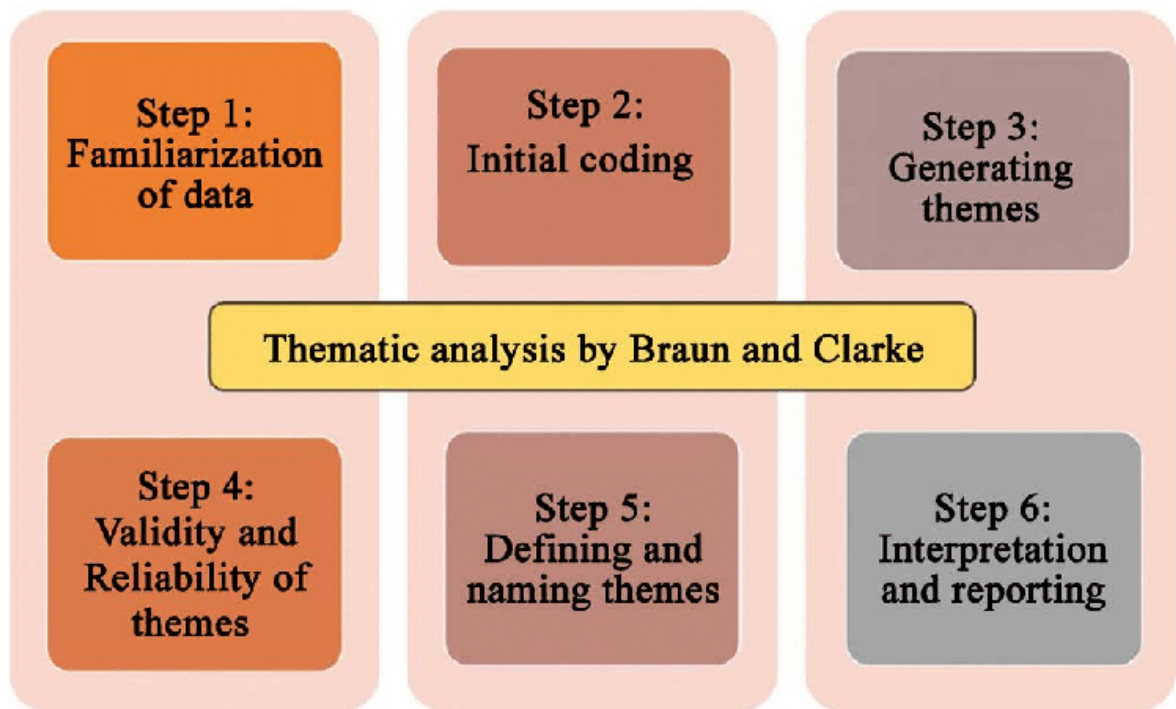 Step 1:
Familiarization
of data
Step 2:
Initial coding
Step 3:
Generating
themes
Thematic analysis by Braun and Clarke
Step 4:
Validity and
Reliability of
themes
Step 5:
Defining and
naming themes
Step 6:
Interpretation
and reporting